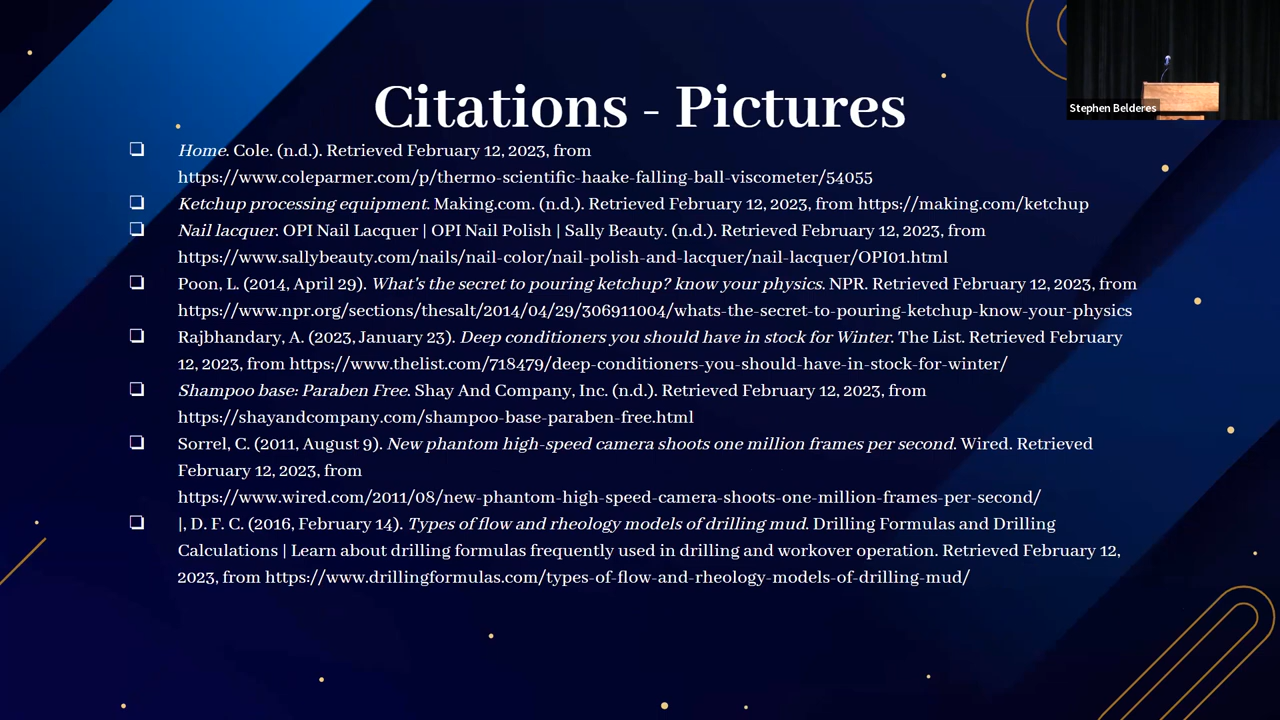 Citations - Pictures
Stephen Belderes
❏ Home. Cole. (n.d.). Retrieved February 12, 2023, from
https://www.coleparmer.com/p/thermo-scientific-haake-falling-ball-viscometer/54055
❏ Ketchup processing equipment. Making.com. (n.d.). Retrieved February 12, 2023, from https://making.com/ketchup
❏ Nail lacquer. OPI Nail Lacquer | OPI Nail Polish | Sally Beauty. (n.d.). Retrieved February 12, 2023, from
https://www.sallybeauty.com/nails/nail-color/nail-polish-and-lacquer/nail-lacquer/OPI01.html
❏ Poon, L. (2014, April 29). What's the secret to pouring ketchup? know your physics. NPR. Retrieved February 12, 2023, from
https://www.npr.org/sections/thesalt/2014/04/29/306911004/whats-the-secret-to-pouring-ketchup-know-your-physics
❏ Rajbhandary, A. (2023, January 23). Deep conditioners you should have in stock for Winter. The List. Retrieved February
12, 2023, from https://www.thelist.com/718479/deep-conditioners-you-should-have-in-stock-for-winter/
❏ Shampoo base: Paraben Free. Shay And Company, Inc. (n.d.). Retrieved February 12, 2023, from
https://shayandcompany.com/shampoo-base-paraben-free.html
❏ Sorrel, C. (2011, August 9). New phantom high-speed camera shoots one million frames per second. Wired. Retrieved
February 12, 2023, from
https://www.wired.com/2011/08/new-phantom-high-speed-camera-shoots-one-million-frames-per-second/
❏ |, D. F. C. (2016, February 14). Types of flow and rheology models of drilling mud. Drilling Formulas and Drilling
Calculations | Learn about drilling formulas frequently used in drilling and workover operation. Retrieved February 12,
2023, from https://www.drillingformulas.com/types-of-flow-and-rheology-models-of-drilling-mud/